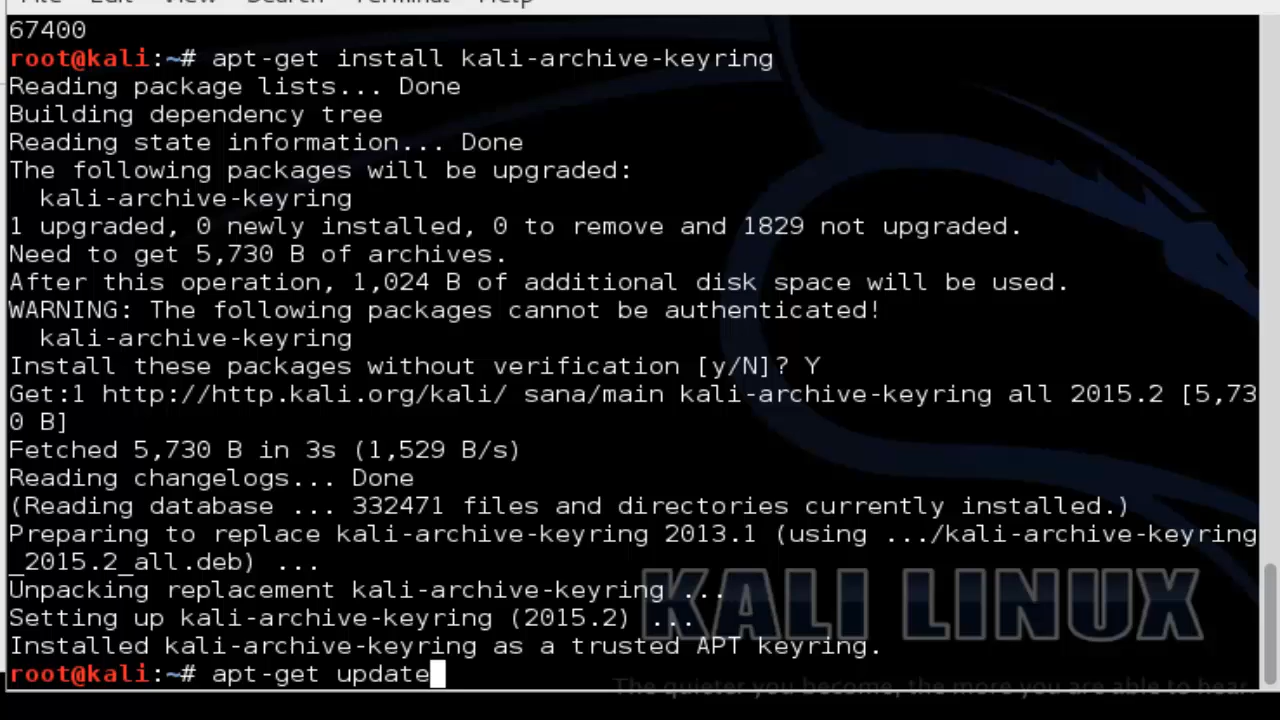 File Edit View Search Terminal Help
67400
root@kali:~# apt-get install kali-archive-keyring
Reading package lists... Done
Building dependency tree
Reading state information... Done
The following packages will be upgraded:
  kali-archive-keyring
1 upgraded, 0 newly installed, 0 to remove and 1829 not upgraded.
Need to get 5,730 B of archives.
After this operation, 1,024 B of additional disk space will be used.
WARNING: The following packages cannot be authenticated!
  kali-archive-keyring
Install these packages without verification [y/N]? Y
Get:1 http://http.kali.org/kali/ sana/main kali-archive-keyring all 2015.2 [5,73
0 B]
Fetched 5,730 B in 3s (1,529 B/s)
Reading changelogs... Done
(Reading database ... 332471 files and directories currently installed.)
Preparing to replace kali-archive-keyring 2013.1 (using .../kali-archive-keyring
_2015.2_all.deb) ...
Unpacking replacement kali-archive-keyring ...
Setting up kali-archive-keyring (2015.2) ...
Installed kali-archive-keyring as a trusted APT keyring.
root@kali:~# apt-get update
KALI LINUX
The quieter you become, the more you are able to hear